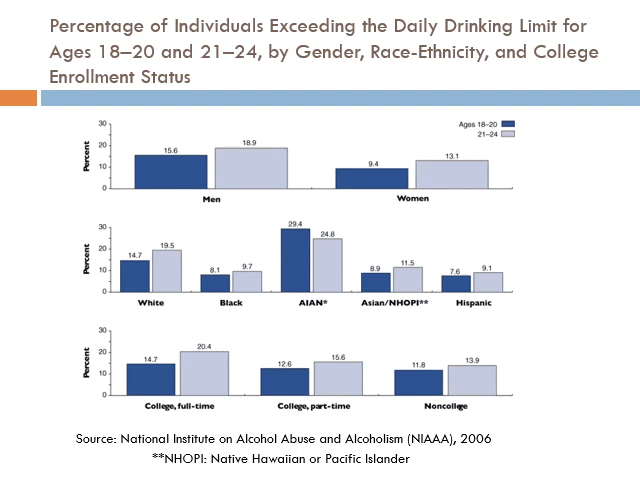 Percentage of Individuals Exceeding the Daily Drinking Limit for
Ages 18–20 and 21–24, by Gender, Race-Ethnicity, and College
Enrollment Status
Ages 18–20
21–24
Percent
30
20
10
0
15.6
18.9
9.4
13.1
Men
Women
Percent
30
20
10
0
14.7
19.5
8.1
9.7
29.4
24.8
8.9
11.5
7.6
9.1
White
Black
AIAN*
Asian/NHOPI**
Hispanic
Percent
30
20
10
0
14.7
20.4
12.6
15.6
11.8
13.9
College, full-time
College, part-time
Noncollege
Source: National Institute on Alcohol Abuse and Alcoholism (NIAAA), 2006
**NHOPI: Native Hawaiian or Pacific Islander